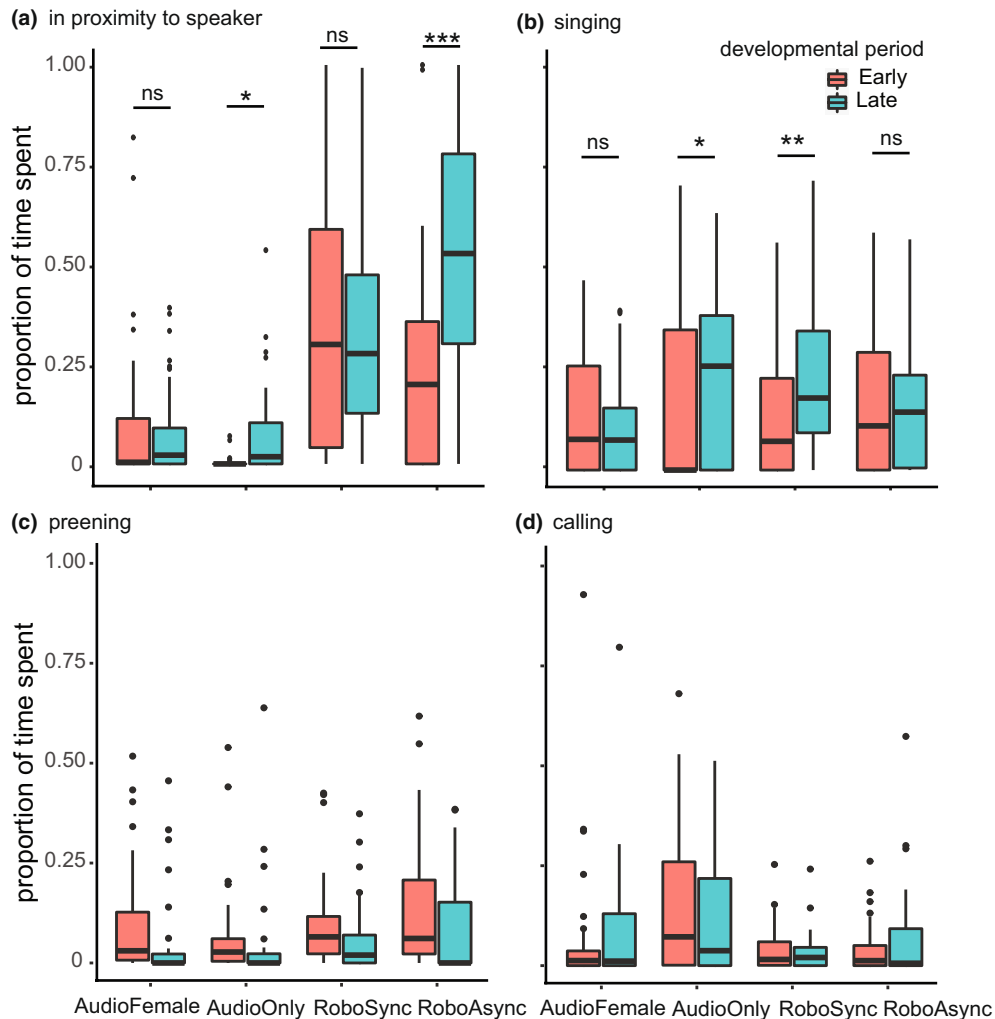 (a) in proximity to speaker
ns
*
ns
***
1.00
0.75
0.50
0.25
0
proportion of time spent
(b) singing
developmental period
Early
Late
ns
*
**
ns
(c) preening
1.00
0.75
0.50
0.25
0
proportion of time spent
AudioFemale AudioOnly RoboSync RoboAsync
(d) calling
AudioFemale AudioOnly RoboSync RoboAsync